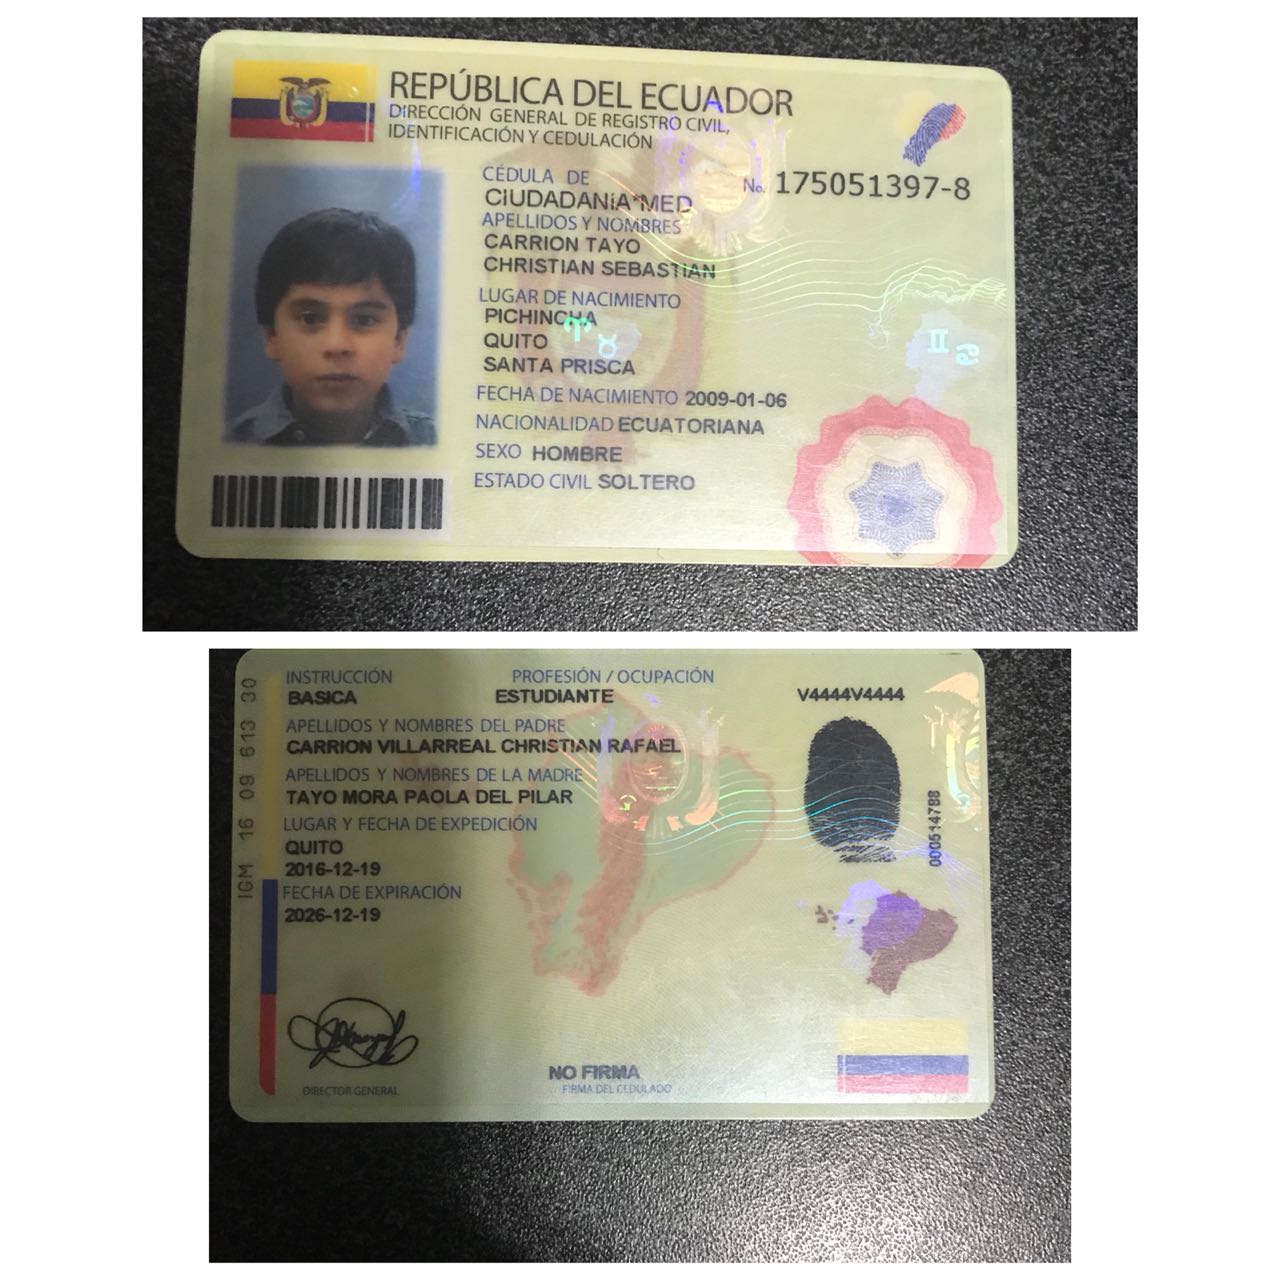 REPÚBLICA DEL ECUADOR
DIRECCIÓN GENERAL DE REGISTRO CIVIL,
IDENTIFICACIÓN Y CEDULACIÓN
CÉDULA DE
CIUDADANÍA*MED
No. 175051397-8
APELLIDOS Y NOMBRES
CARRION TAYO
CHRISTIAN SEBASTIAN
LUGAR DE NACIMIENTO
PICHINCHA
QUITO
SANTA PRISCA
FECHA DE NACIMIENTO 2009-01-06
NACIONALIDAD ECUATORIANA
SEXO HOMBRE
ESTADO CIVIL SOLTERO
INSTRUCCIÓN
BASICA
PROFESIÓN / OCUPACIÓN
ESTUDIANTE
V4444V4444
APELLIDOS Y NOMBRES DEL PADRE
CARRION VILLARREAL CHRISTIAN RAFAEL
APELLIDOS Y NOMBRES DE LA MADRE
TAYO MORA PAOLA DEL PILAR
LUGAR Y FECHA DE EXPEDICIÓN
QUITO
2016-12-19
FECHA DE EXPIRACIÓN
2026-12-19
IGM 16 09 613 30
000514788
DIRECTOR GENERAL
NO FIRMA
FIRMA DEL CEDULADO